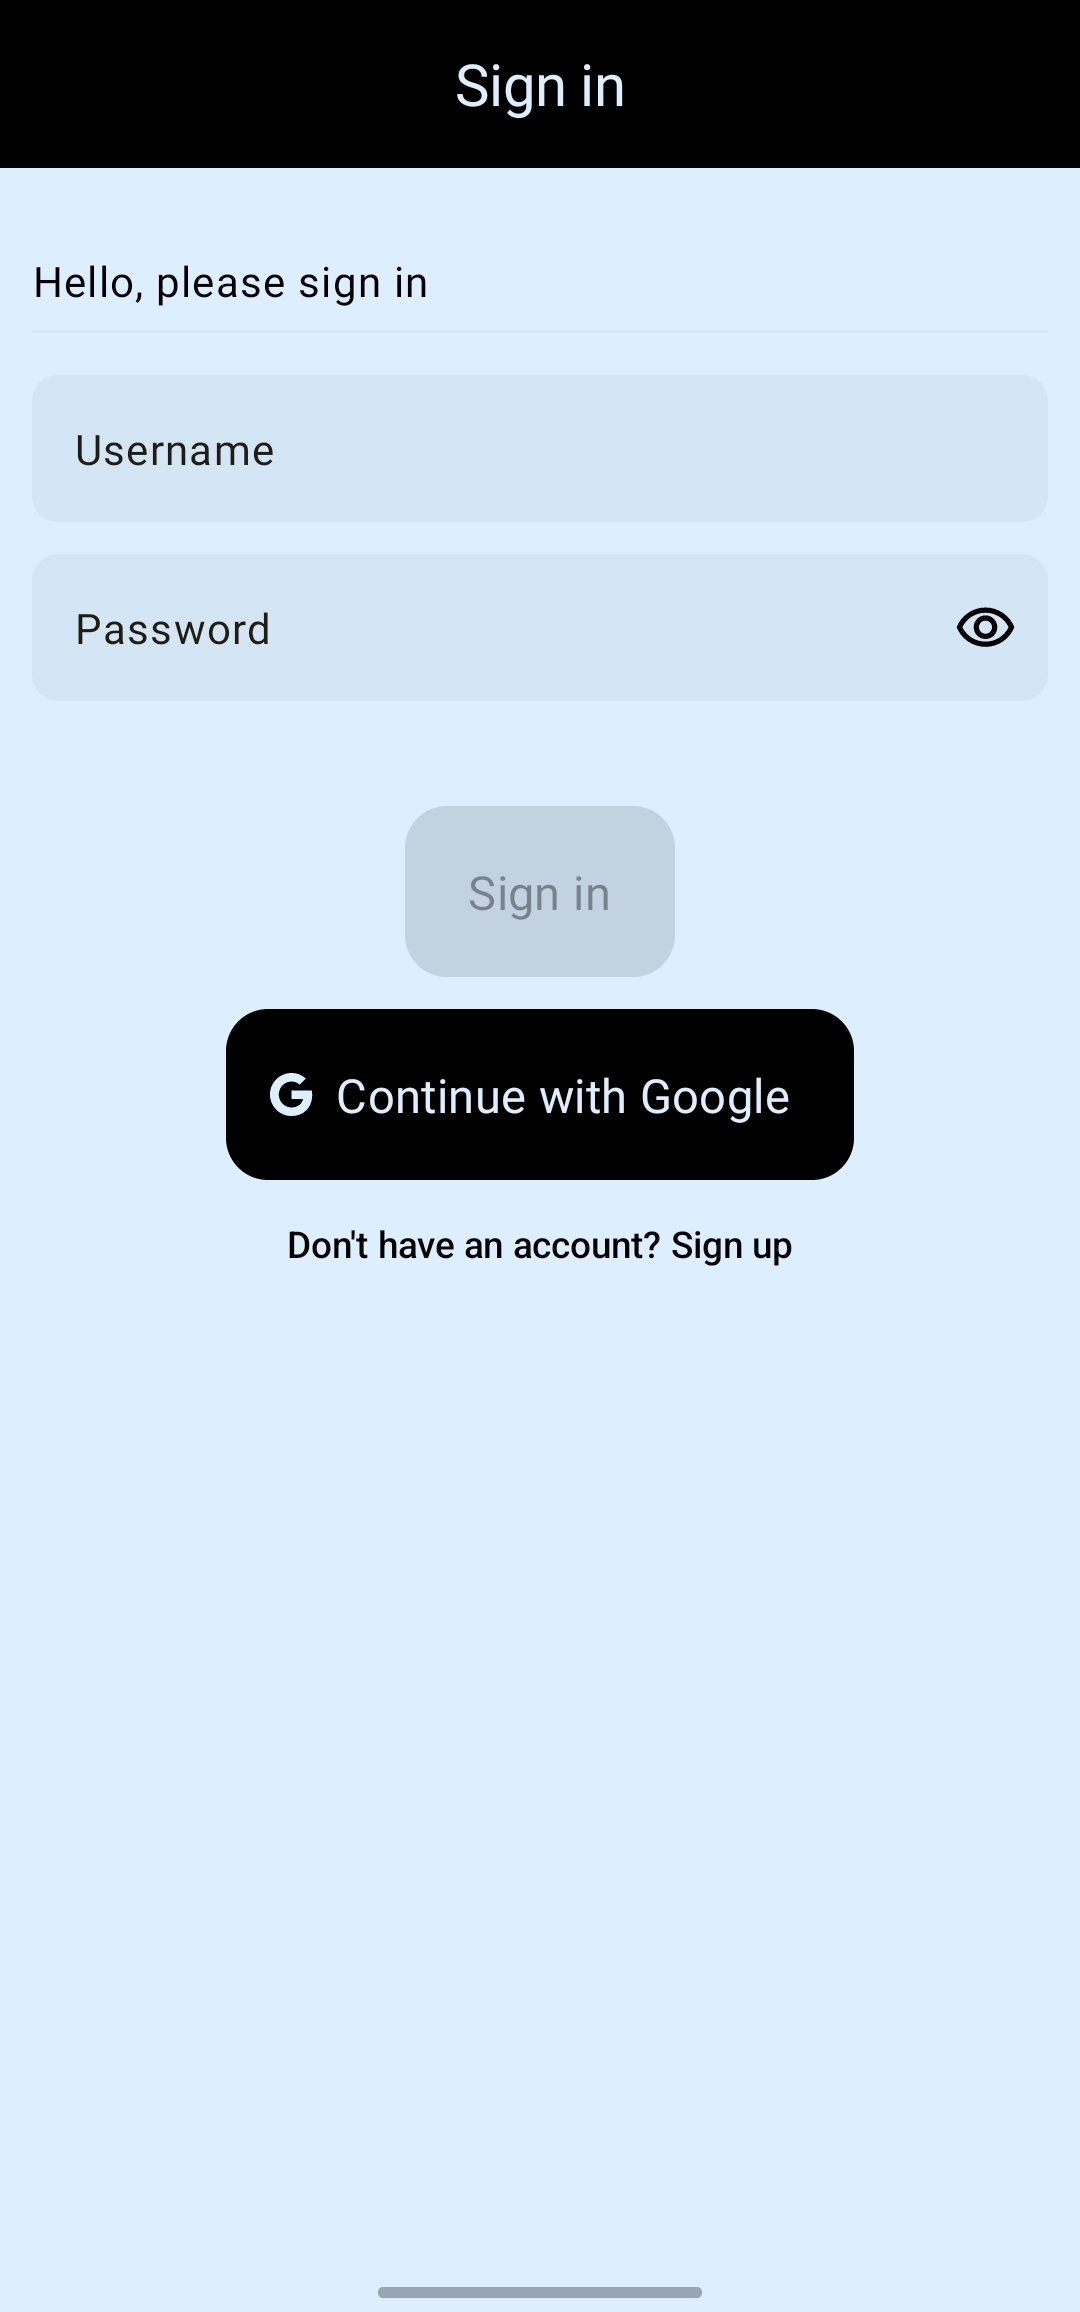 Sign in
Hello, please sign in
Username
Password
Sign in
Continue with Google
Don't have an account? Sign up